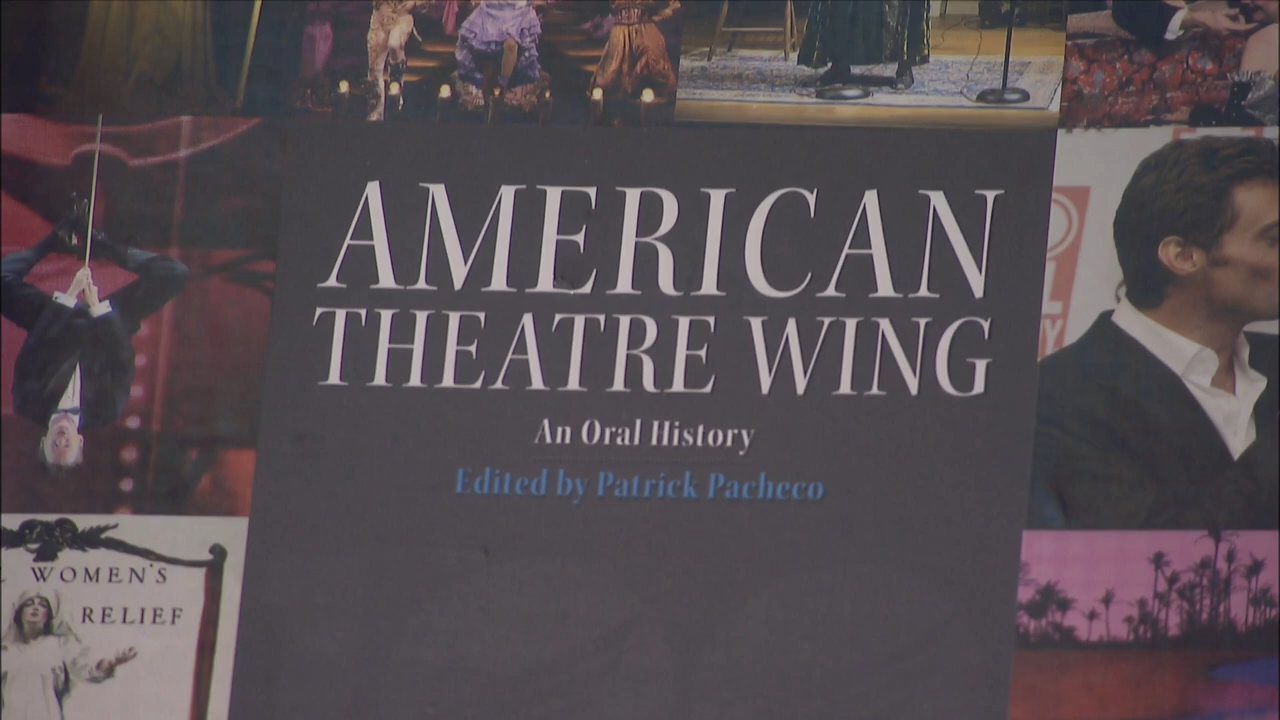 AMERICAN
THEATRE WING
An Oral History
Edited by Patrick Pacheco
WOMEN'S
RELIEF